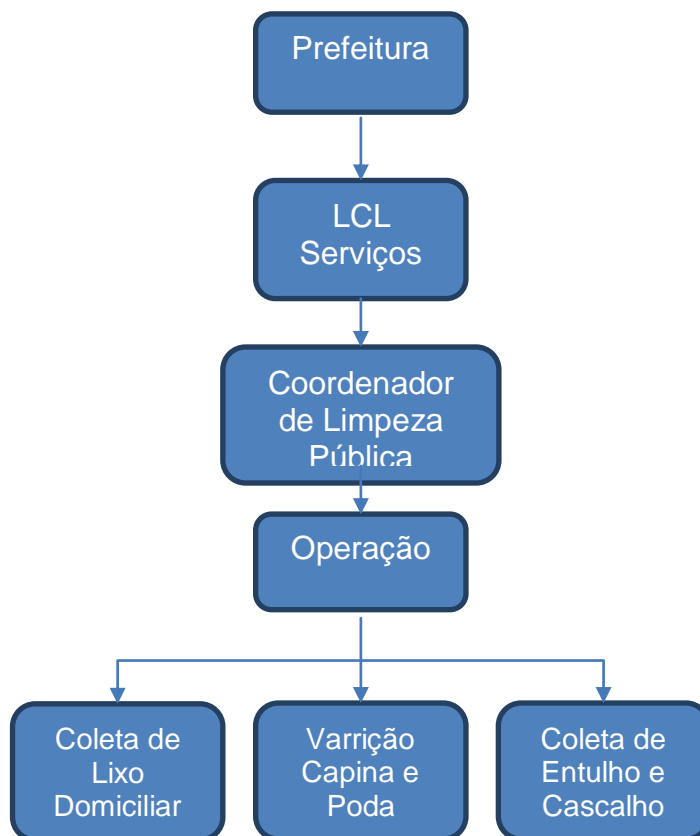 Prefeitura
LCL
Serviços
Coordenador
de Limpeza
Pública
Operação
Coleta de
Lixo
Domiciliar
Varrição
Capina e
Poda
Coleta de
Entulho e
Cascalho